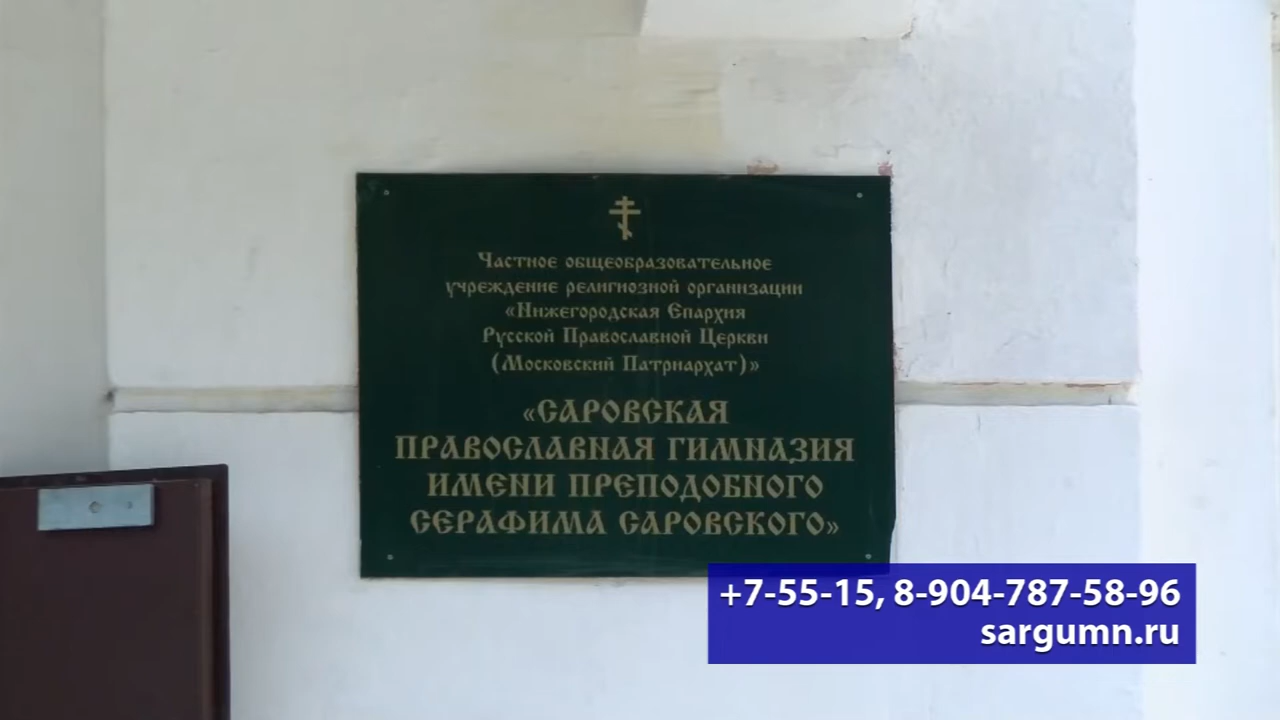 Частное общеобразовательное
учреждение религиозной организации
«Нижегородская Епархия
Русской Православной Церкви
(Московский Патриархат)»
«САРОВСКАЯ
ПРАВОСЛАВНАЯ ГИМНАЗИЯ
ИМЕНИ ПРЕПОДОБНОГО
СЕРАФИМА САРОВСКОГО»
+7-55-15, 8-904-787-58-96
sargumn.ru